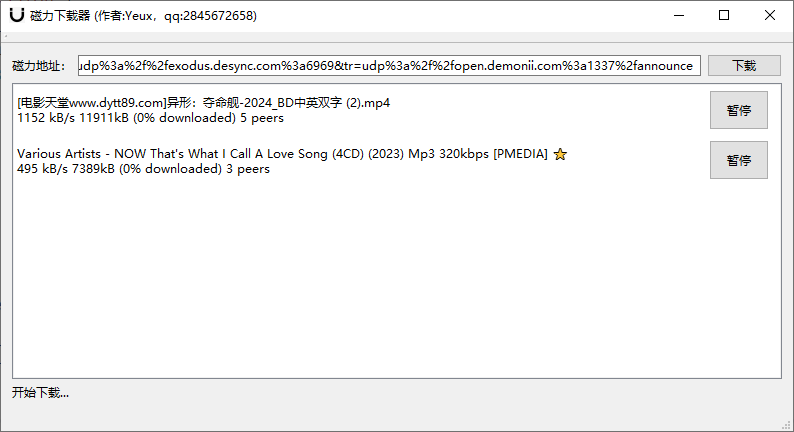 磁力下载器 (作者:Yeux，qq:2845672658)
磁力地址： udp%3a%2f%2fexodus.desync.com%3a6969&tr=udp%3a%2f%2fopen.demonii.com%3a1337%2fannounce 下载
[电影天堂www.dytt89.com]异形：夺命舰-2024_BD中英双字 (2).mp4
1152 kB/s 11911kB (0% downloaded) 5 peers
暂停
Various Artists - NOW That's What I Call A Love Song (4CD) (2023) Mp3 320kbps [PMEDIA] ⭐
495 kB/s 7389kB (0% downloaded) 3 peers
暂停
开始下载...